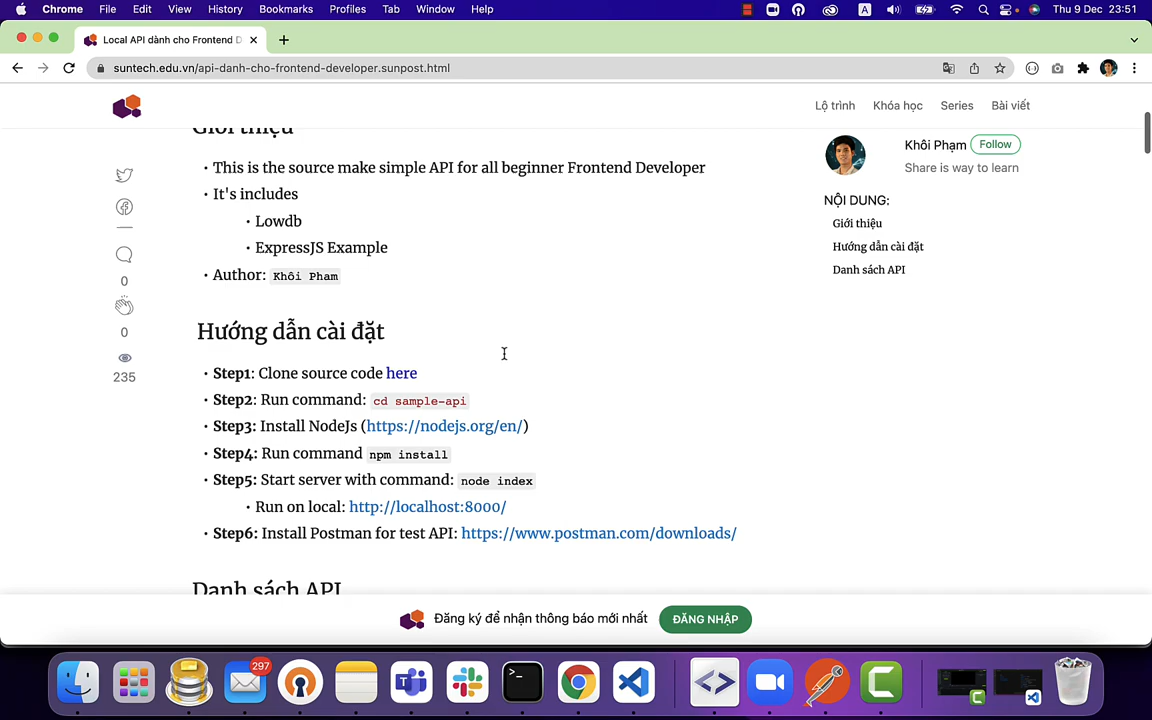 Chrome File Edit View History Bookmarks Profiles Tab Window Help A Thu 9 Dec 23:51
Local API dành cho Frontend D
suntech.edu.vn/api-danh-cho-frontend-developer.sunpost.html
Lộ trình Khóa học Series Bài viết
Giới thiệu
• This is the source make simple API for all beginner Frontend Developer
• It's includes
• Lowdb
• ExpressJS Example
• Author: Khôi Pham
Khôi Phạm Follow
Share is way to learn
NỘI DUNG:
Giới thiệu
Hướng dẫn cài đặt
Danh sách API
0
0
235
Hướng dẫn cài đặt
• Step1: Clone source code here
• Step2: Run command: cd sample-api
• Step3: Install NodeJs (https://nodejs.org/en/)
• Step4: Run command npm install
• Step5: Start server with command: node index
• Run on local: http://localhost:8000/
• Step6: Install Postman for test API: https://www.postman.com/downloads/
Danh sách API
Đăng ký để nhận thông báo mới nhất ĐĂNG NHẬP
297